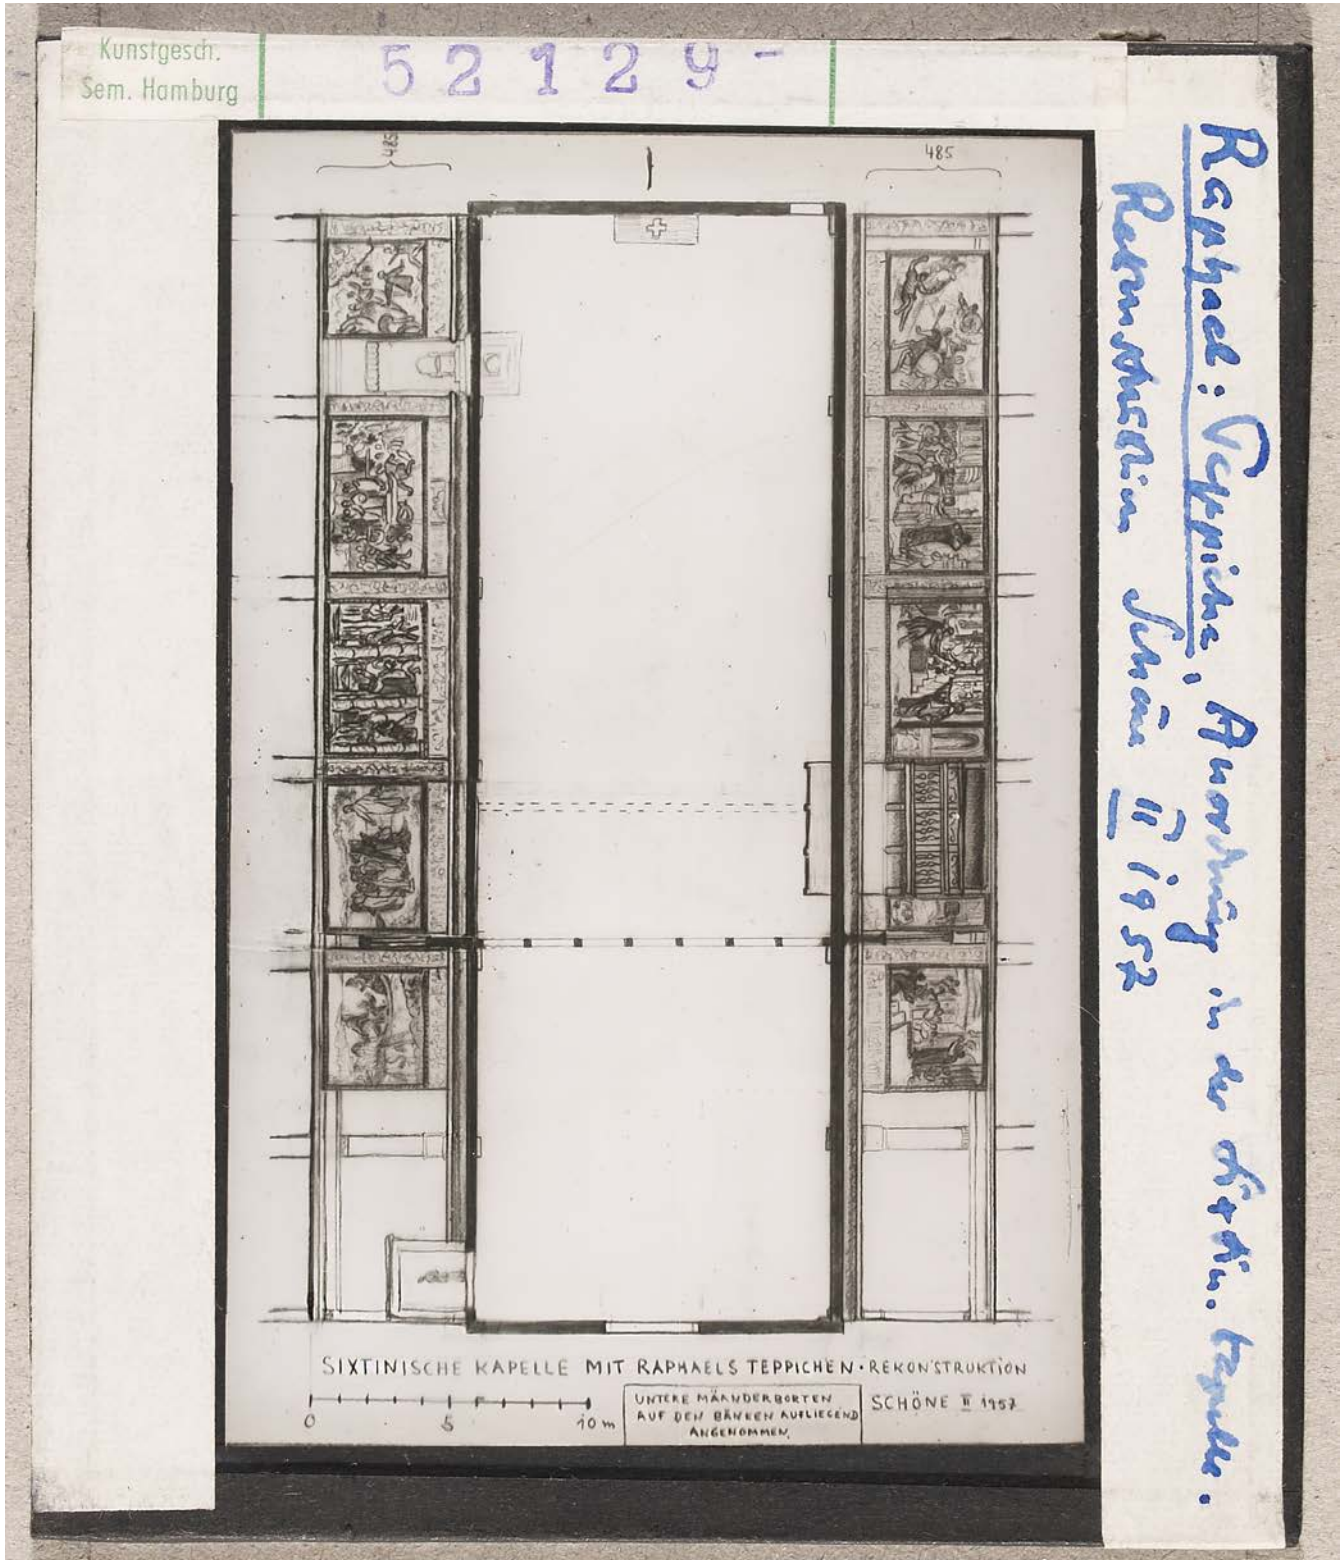 Kunstgesch.
Sem. Hamburg
52129-
485
485
SIXTINISCHE KAPELLE MIT RAPHAELS TEPPICHEN·REKONSTRUKTION
0 5 10 m
UNTERE MÄANDERBORTEN
AUF DEN BÄNKEN AUFLIEGEND
ANGENOMMEN.
SCHÖNE II 1957
Raphael: Teppiche, Anordnung in der Sixtin. Kapelle.
Rekonstruktion Schöne II 1957